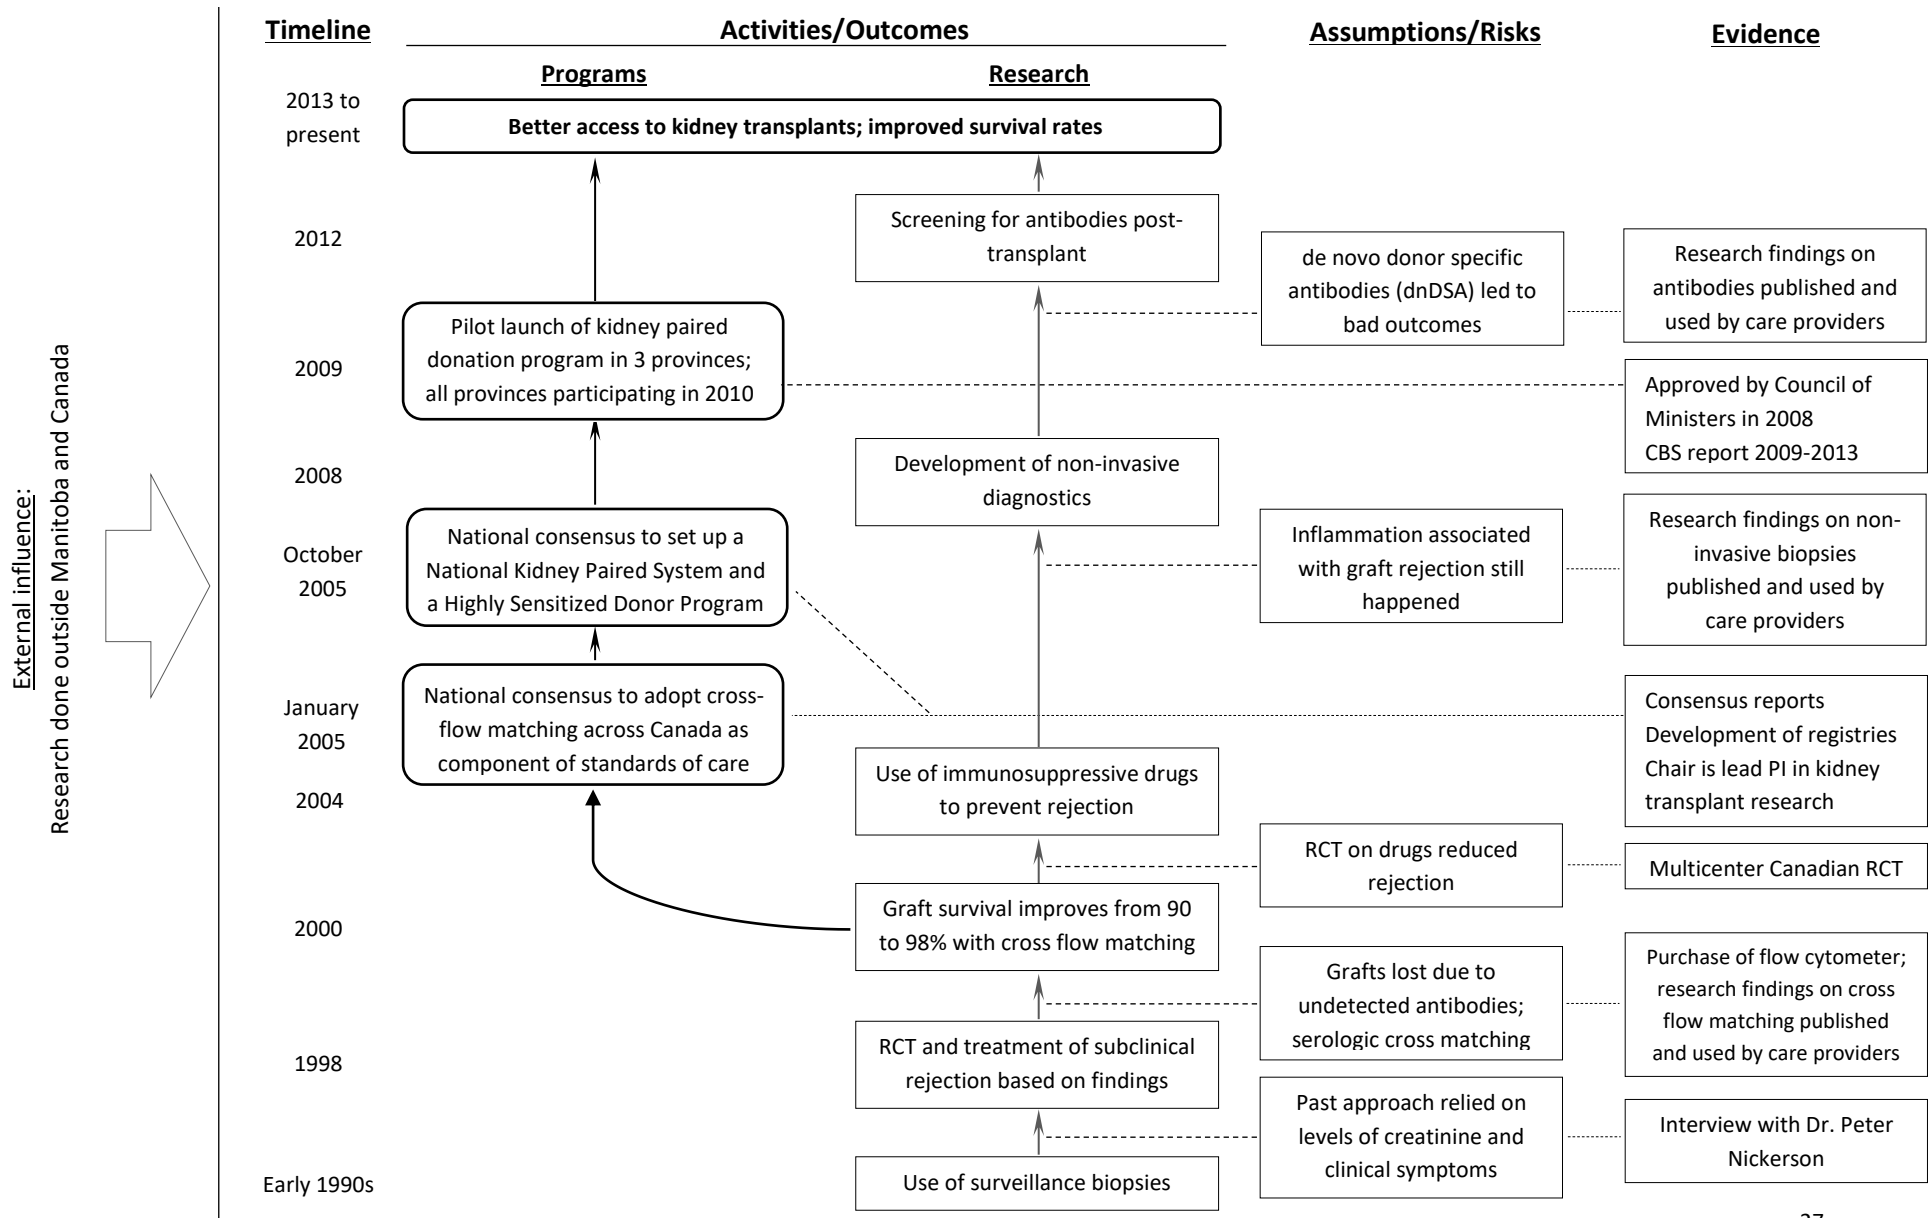 External influence:
Research done outside Manitoba and Canada
Timeline
Activities/Outcomes
Assumptions/Risks
Evidence
Programs
Research
2013 to
present
Better access to kidney transplants; improved survival rates
2012
Screening for antibodies post-
transplant
de novo donor specific
antibodies (dnDSA) led to
bad outcomes
Research findings on
antibodies published and
used by care providers
2009
Pilot launch of kidney paired
donation program in 3 provinces;
all provinces participating in 2010
Approved by Council of
Ministers in 2008
CBS report 2009-2013
2008
Development of non-invasive
diagnostics
October
2005
National consensus to set up a
National Kidney Paired System and
a Highly Sensitized Donor Program
Inflammation associated
with graft rejection still
happened
Research findings on non-
invasive biopsies
published and used by
care providers
January
2005
National consensus to adopt cross-
flow matching across Canada as
component of standards of care
Consensus reports
Development of registries
Chair is lead PI in kidney
transplant research
2004
Use of immunosuppressive drugs
to prevent rejection
RCT on drugs reduced
rejection
Multicenter Canadian RCT
2000
Graft survival improves from 90
to 98% with cross flow matching
Grafts lost due to
undetected antibodies;
serologic cross matching
Purchase of flow cytometer;
research findings on cross
flow matching published
and used by care providers
1998
RCT and treatment of subclinical
rejection based on findings
Past approach relied on
levels of creatinine and
clinical symptoms
Interview with Dr. Peter
Nickerson
Early 1990s
Use of surveillance biopsies